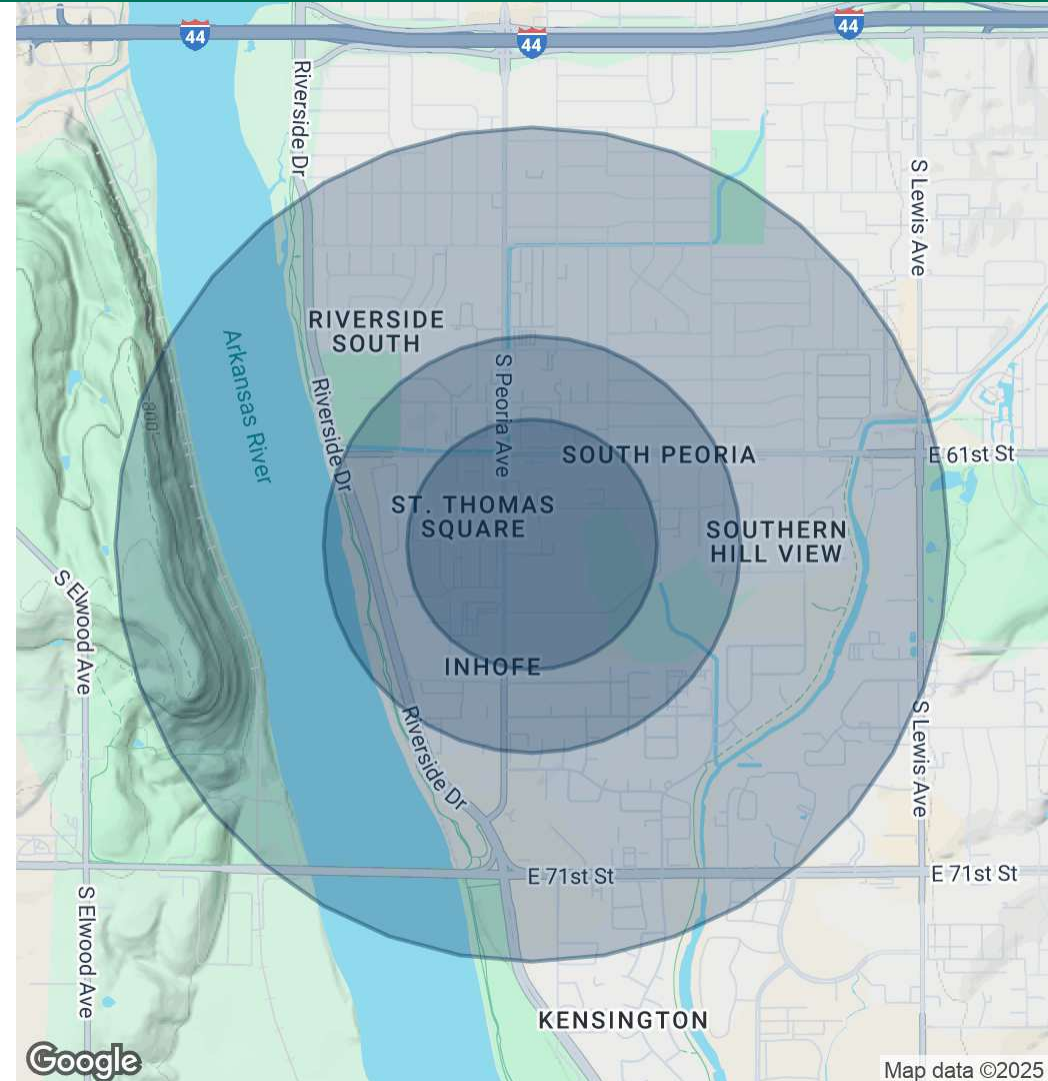 44
44
44
Riverside Dr
S Lewis Ave
RIVERSIDE
SOUTH
Arkansas River
S Peoria Ave
Riverside Dr
800'
SOUTH PEORIA
E 61st St
ST. THOMAS
SQUARE
SOUTHERN
HILL VIEW
S Elwood Ave
INHOFE
Riverside Dr
S Lewis Ave
E 71st St
E 71st St
S Elwood Ave
KENSINGTON
Google
Map data ©2025